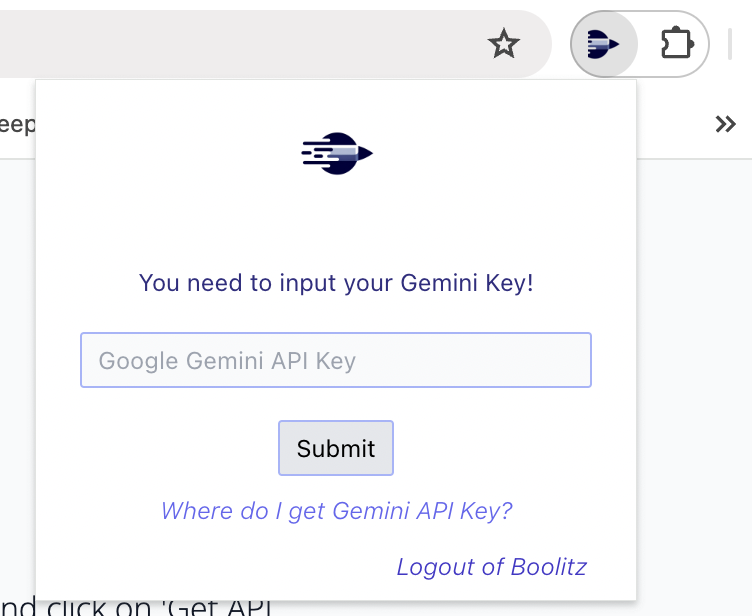 eep
You need to input your Gemini Key!
Google Gemini API Key
Submit
Where do I get Gemini API Key?
Logout of Boolitz
nd click on 'Get API